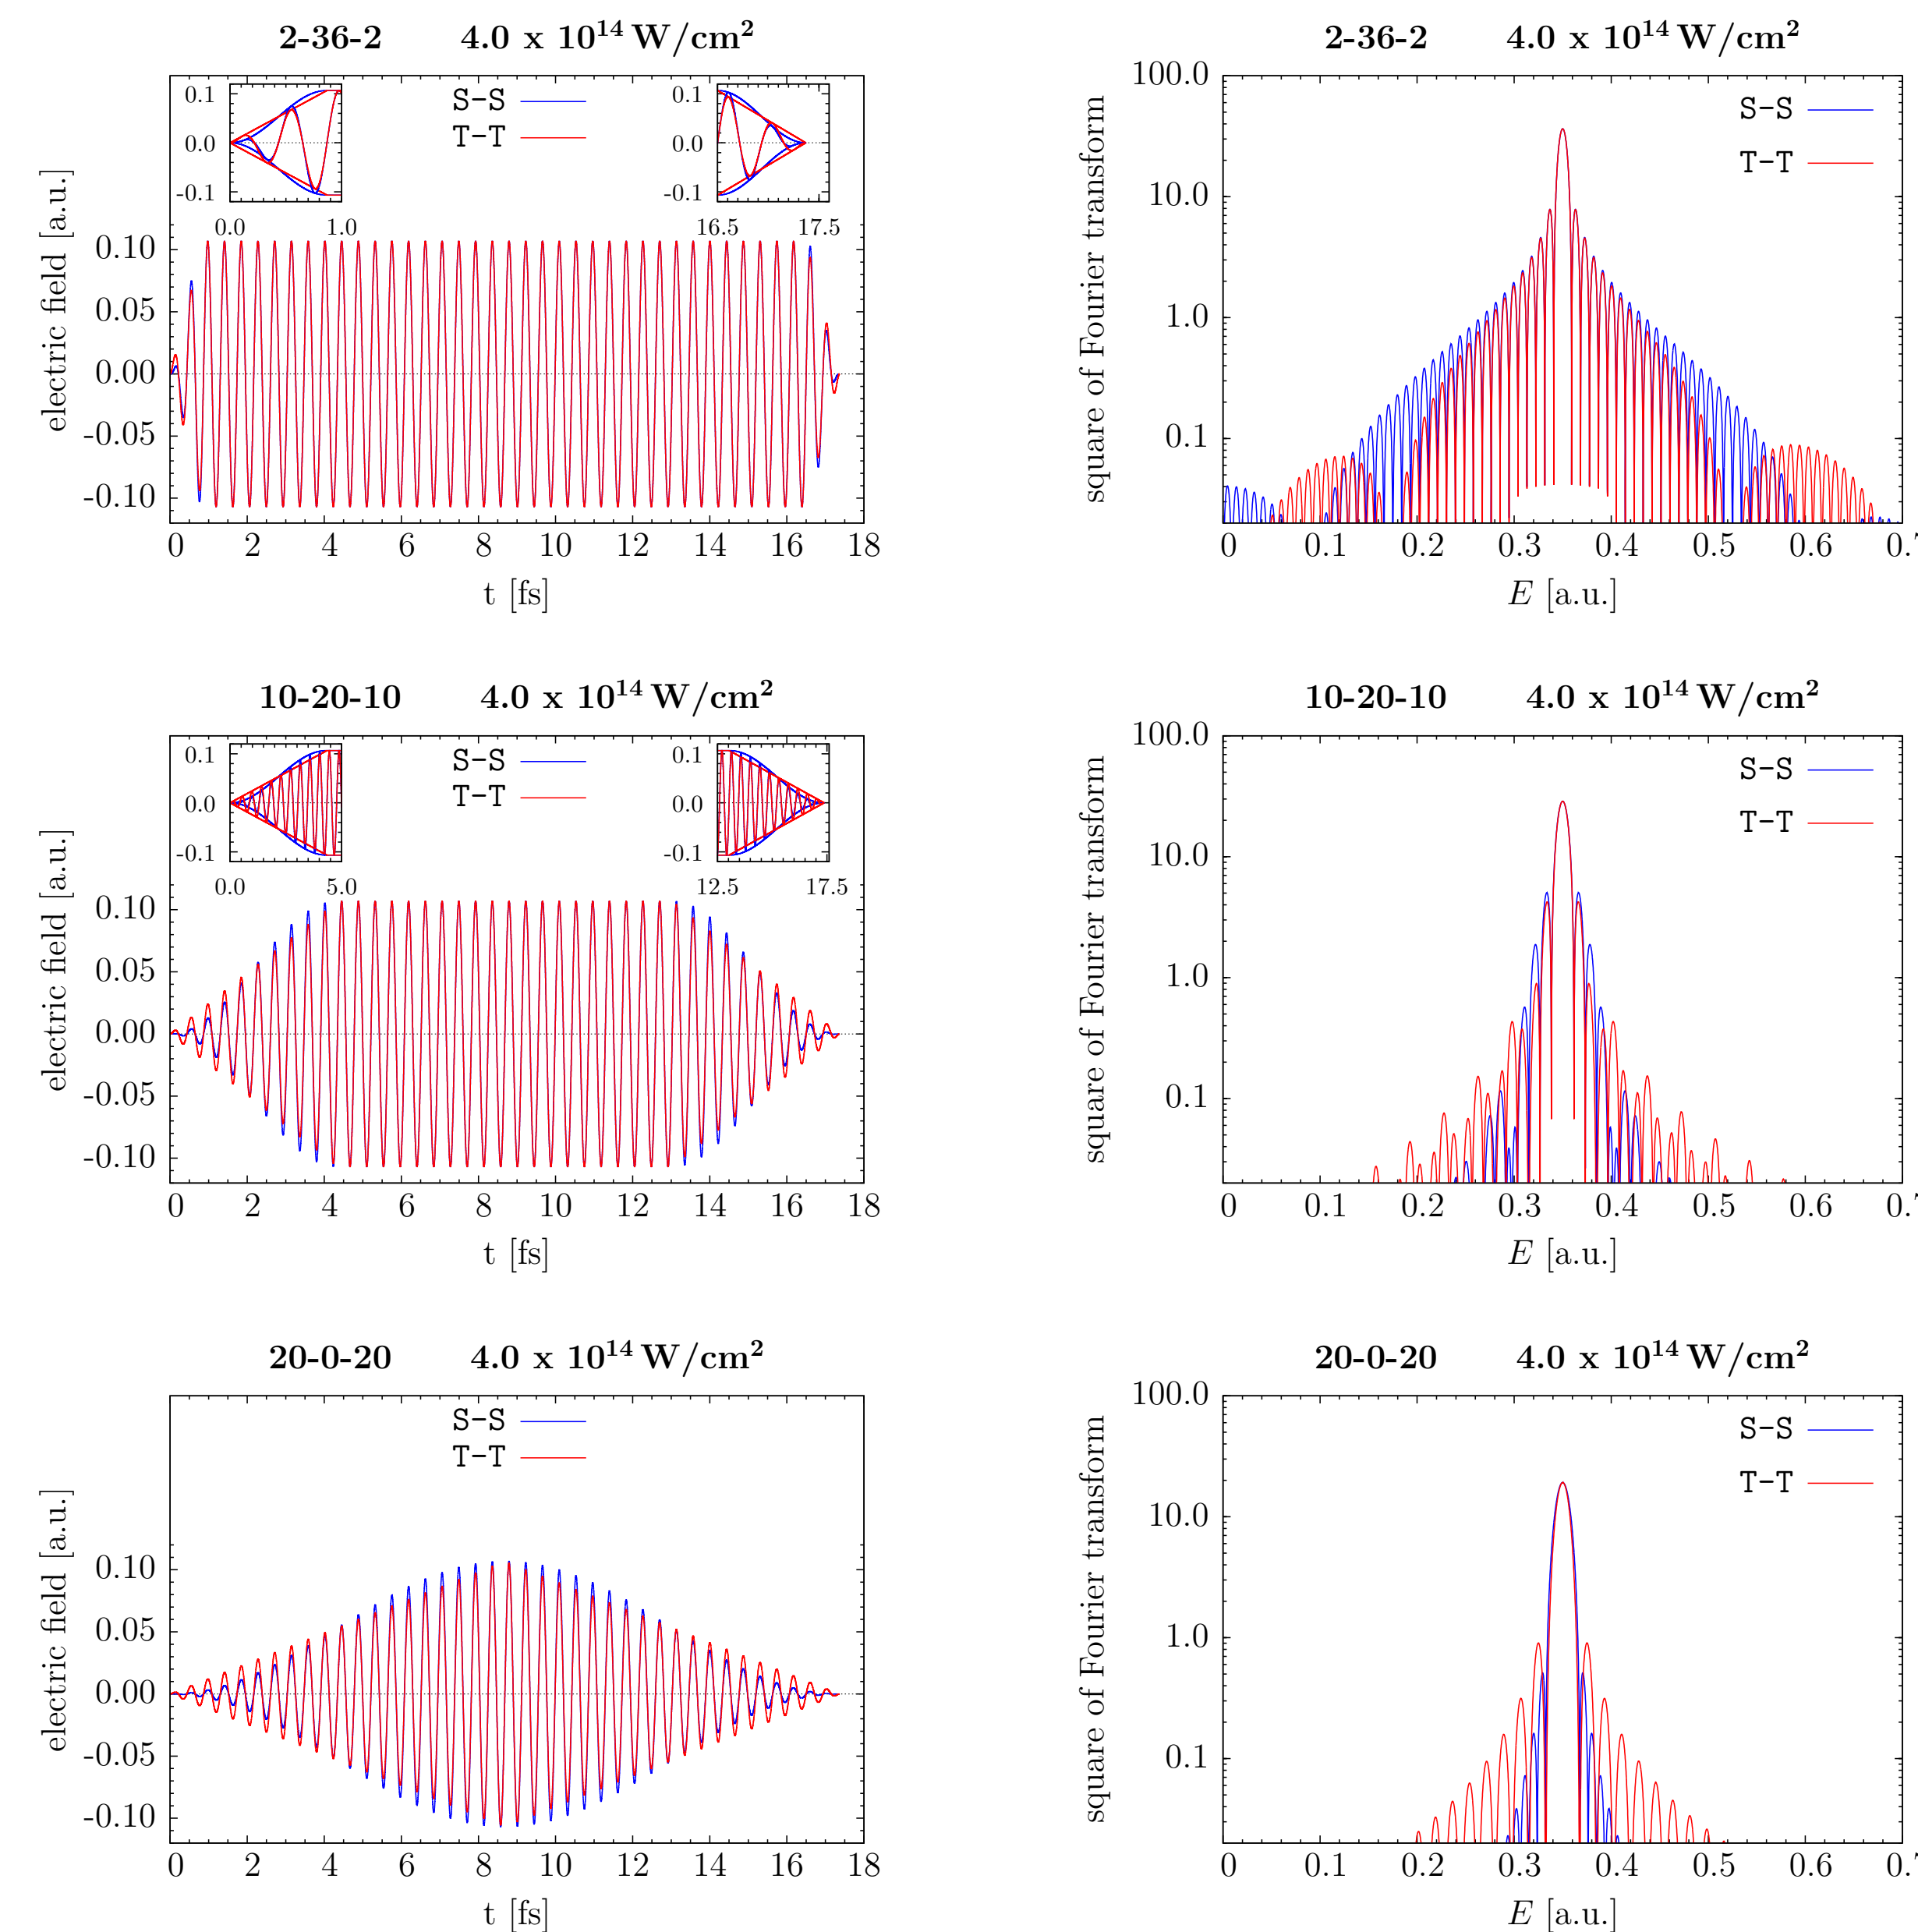 2-36-2 4.0 x 10¹⁴ W/cm²
electric field [a.u.]
S-S
T-T
0.1
0.0
-0.1
0.0 1.0
0.1
0.0
-0.1
16.5 17.5
0.10
0.05
0.00
-0.05
-0.10
0 2 4 6 8 10 12 14 16 18
t [fs]
2-36-2 4.0 x 10¹⁴ W/cm²
square of Fourier transform
S-S
T-T
100.0
10.0
1.0
0.1
0 0.1 0.2 0.3 0.4 0.5 0.6 0.7
E [a.u.]
10-20-10 4.0 x 10¹⁴ W/cm²
electric field [a.u.]
S-S
T-T
0.1
0.0
-0.1
0.0 5.0
0.1
0.0
-0.1
12.5 17.5
0.10
0.05
0.00
-0.05
-0.10
0 2 4 6 8 10 12 14 16 18
t [fs]
10-20-10 4.0 x 10¹⁴ W/cm²
square of Fourier transform
S-S
T-T
100.0
10.0
1.0
0.1
0 0.1 0.2 0.3 0.4 0.5 0.6 0.7
E [a.u.]
20-0-20 4.0 x 10¹⁴ W/cm²
electric field [a.u.]
S-S
T-T
0.10
0.05
0.00
-0.05
-0.10
0 2 4 6 8 10 12 14 16 18
t [fs]
20-0-20 4.0 x 10¹⁴ W/cm²
square of Fourier transform
S-S
T-T
100.0
10.0
1.0
0.1
0 0.1 0.2 0.3 0.4 0.5 0.6 0.7
E [a.u.]